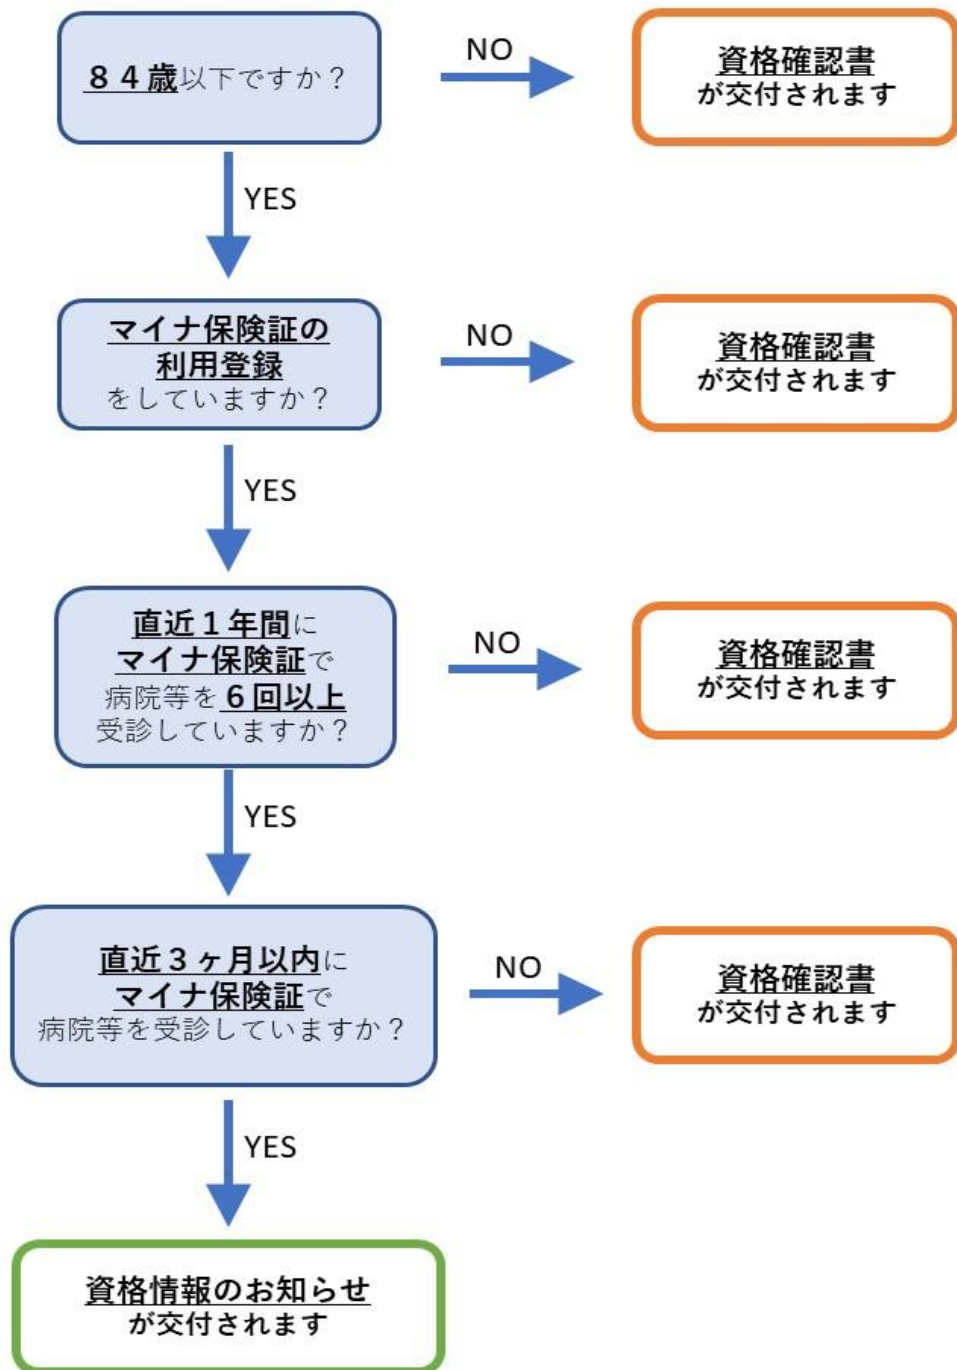 ８４歳以下ですか？
NO
資格確認書
が交付されます
YES
マイナ保険証の
利用登録
をしていますか？
NO
資格確認書
が交付されます
YES
直近１年間に
マイナ保険証で
病院等を６回以上
受診していますか？
NO
資格確認書
が交付されます
YES
直近３ヶ月以内に
マイナ保険証で
病院等を受診していますか？
NO
資格確認書
が交付されます
YES
資格情報のお知らせ
が交付されます